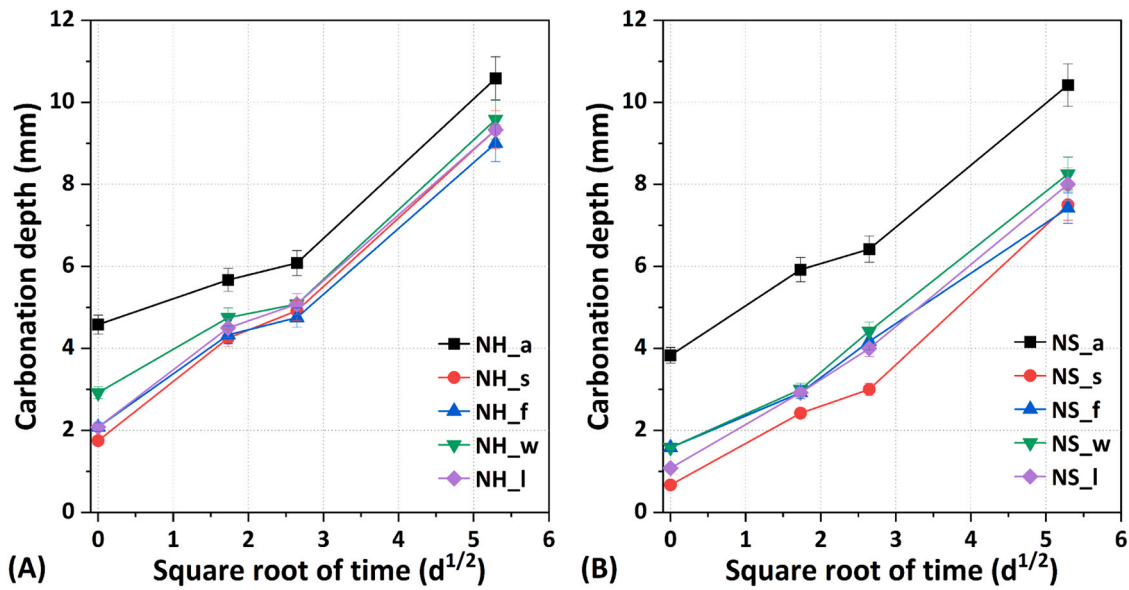 12
10
8
6
4
2
0
Carbonation depth (mm)
NH_a
NH_s
NH_f
NH_w
NH_l
0 1 2 3 4 5 6
Square root of time (d^1/2)
(A)
12
10
8
6
4
2
0
Carbonation depth (mm)
NS_a
NS_s
NS_f
NS_w
NS_l
0 1 2 3 4 5 6
Square root of time (d^1/2)
(B)